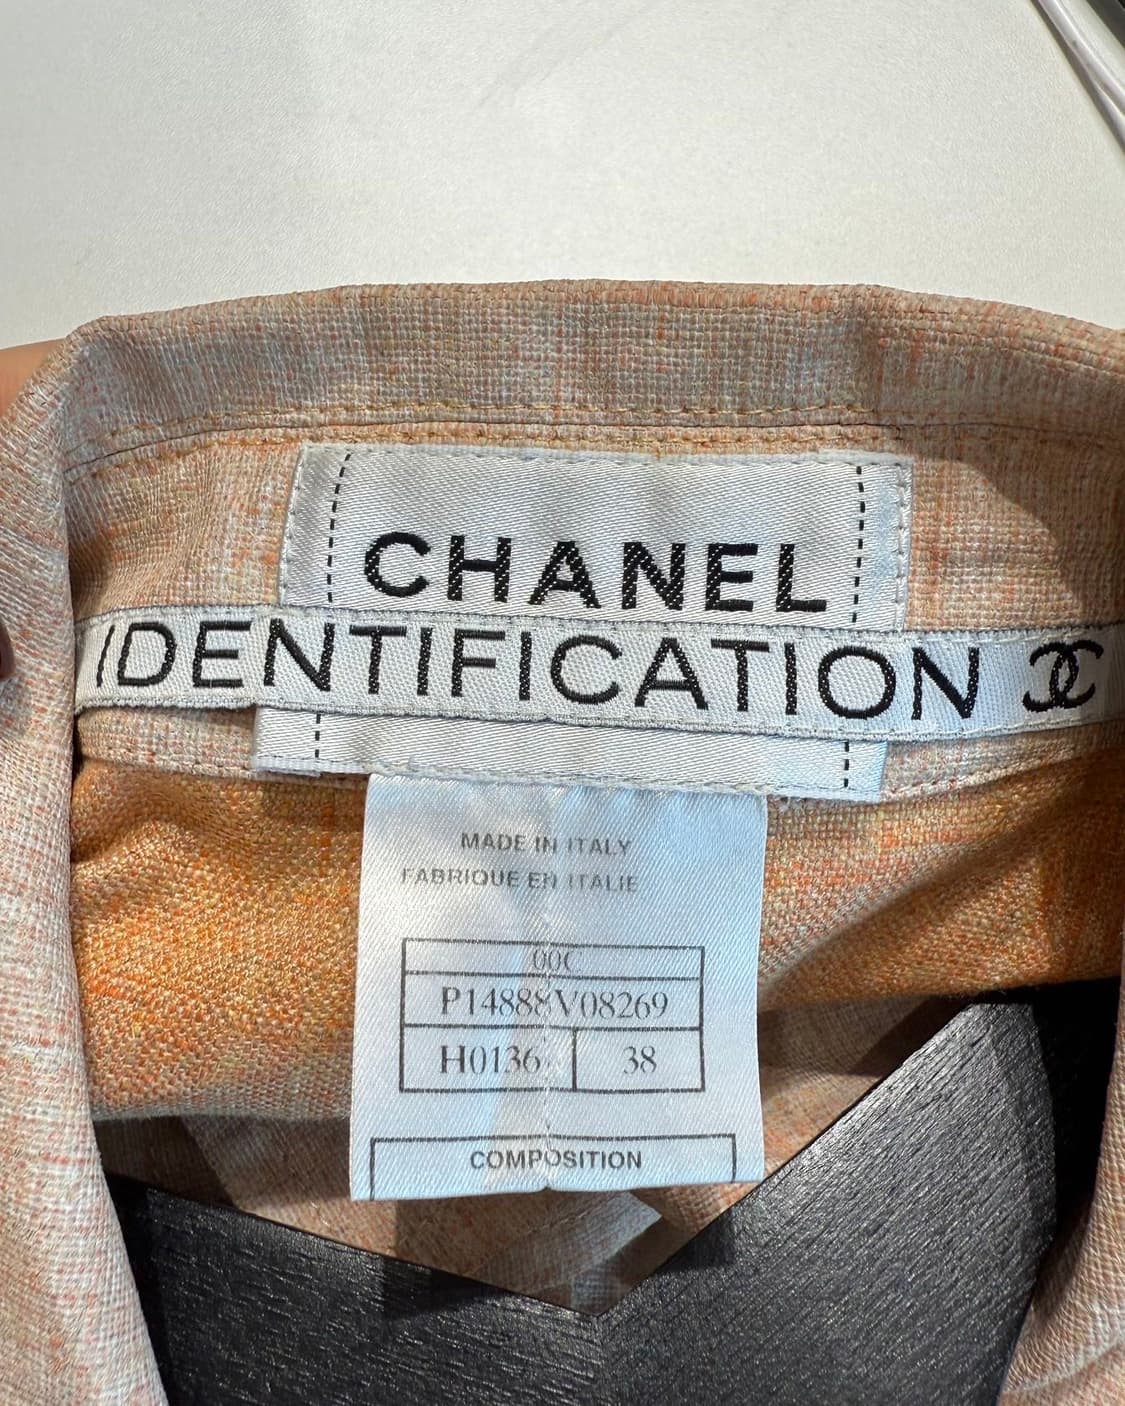 CHANEL
IDENTIFICATION
MADE IN ITALY
FABRIQUE EN ITALIE
00C
P14888V08269
H0136 38
COMPOSITION